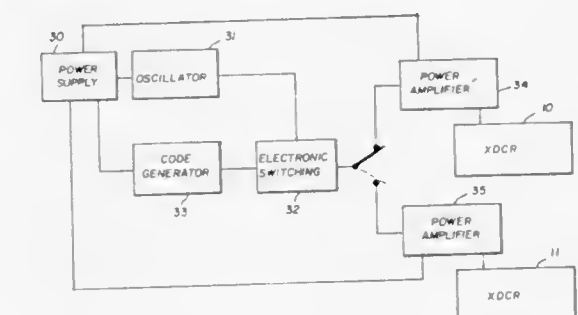 30
POWER
SUPPLY
31
OSCILLATOR
CODE
GENERATOR
33
ELECTRONIC
SWITCHING
32
POWER
AMPLIFIER
34
10
XDCR
35
POWER
AMPLIFIER
11
XDCR